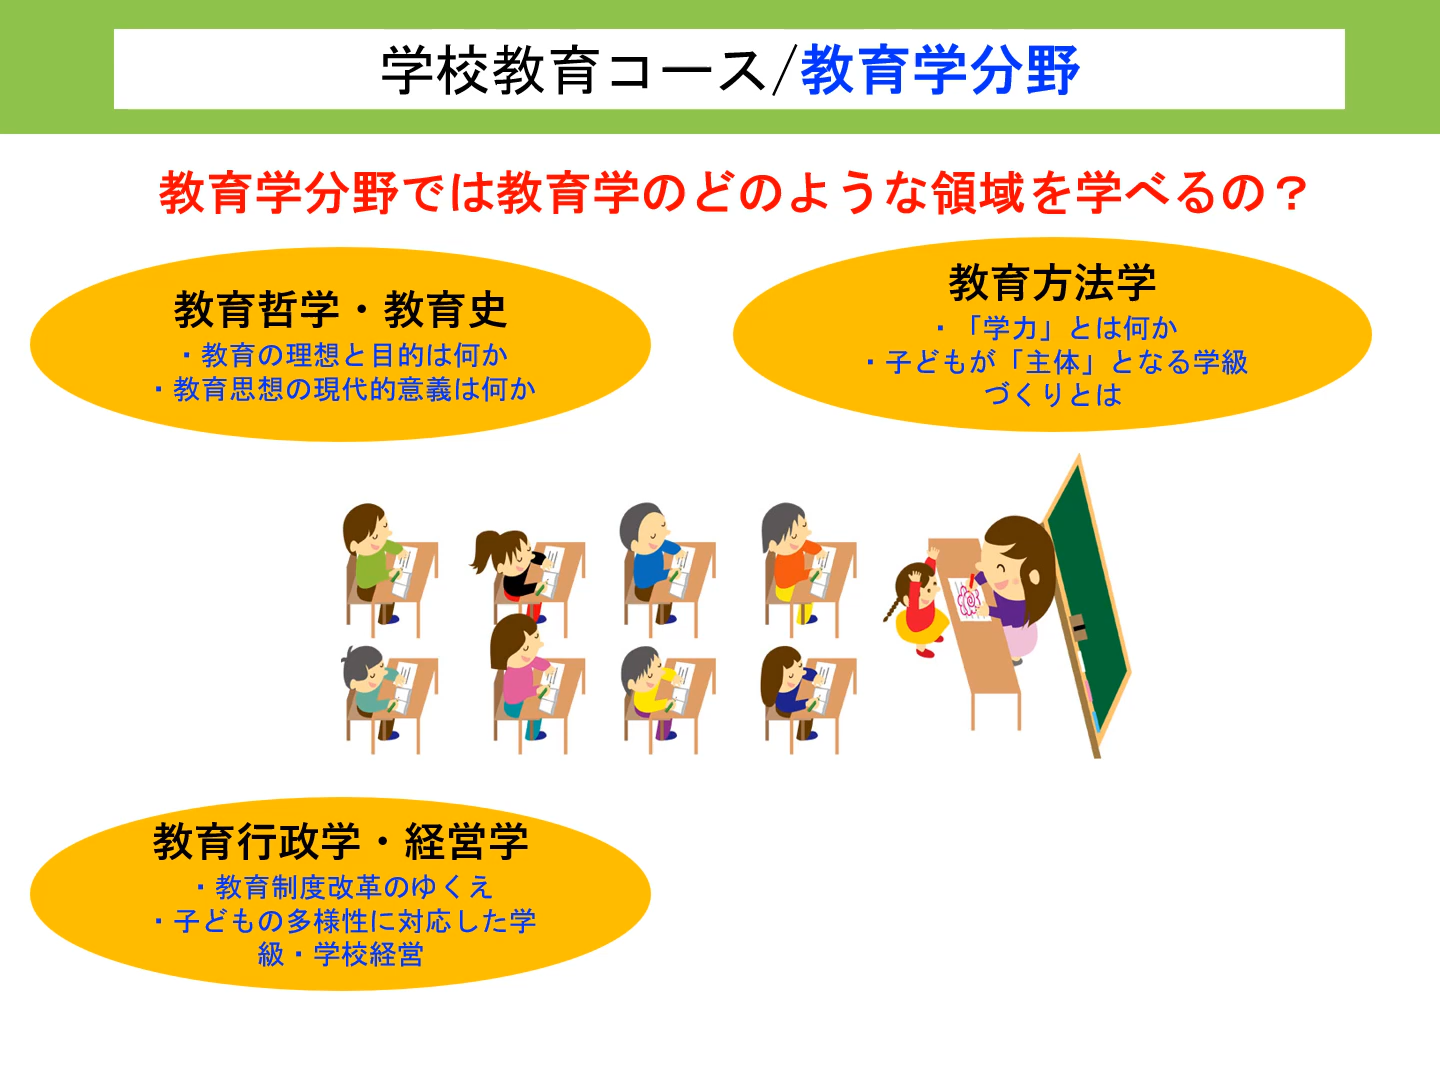 学校教育コース/教育学分野
教育学分野では教育学のどのような領域を学べるの？
教育哲学・教育史
・教育の理想と目的は何か
・教育思想の現代的意義は何か
教育方法学
・「学力」とは何か
・子どもが「主体」となる学級
づくりとは
教育行政学・経営学
・教育制度改革のゆくえ
・子どもの多様性に対応した学
級・学校経営